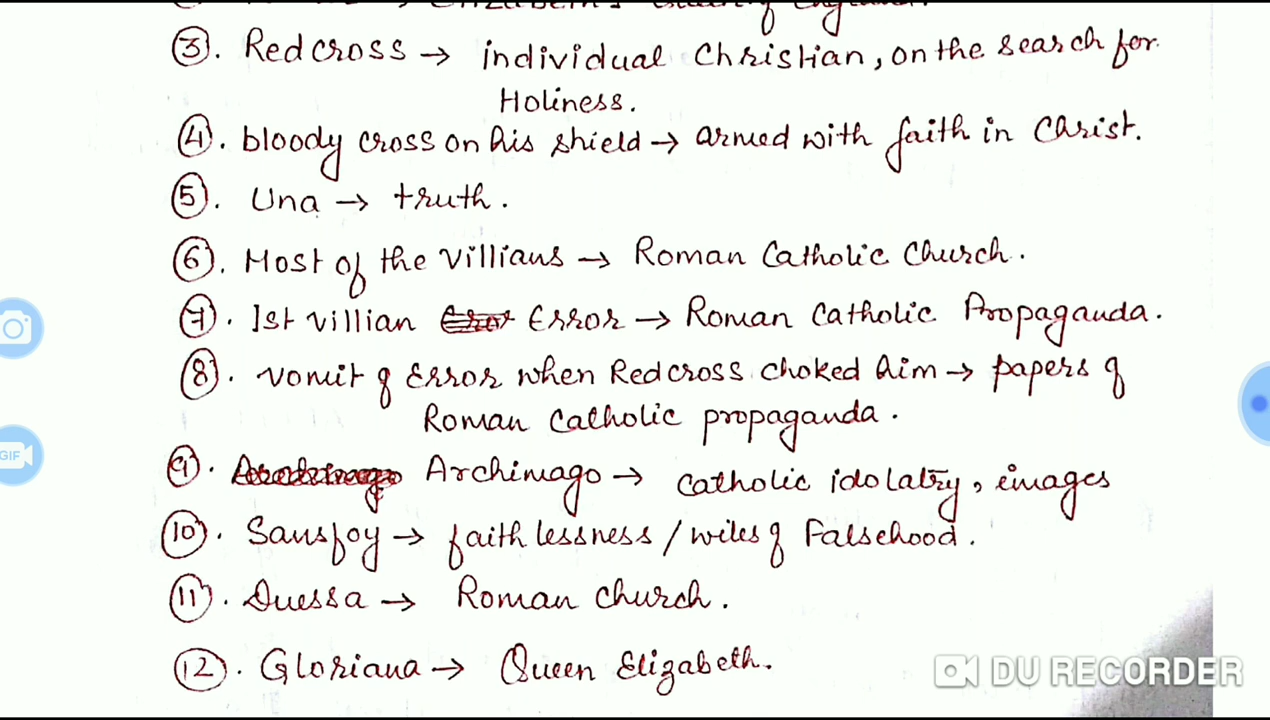 Elizabeth's
③. Redcross → individual Christian, on the search for
Holiness.
④. bloody cross on his shield → armed with faith in Christ.
⑤. Una → truth.
⑥. Most of the Villians → Roman Catholic Church.
⑦. 1st villian Error → Roman Catholic Propaganda.
⑧. vomit of Error when Redcross choked him → papers of
Roman Catholic propaganda.
⑨. Archimago → Catholic idolatry, images
⑩. Sansfoy → faithlessness / wiles of Falsehood.
⑪. Duessa → Roman church.
⑫. Gloriana → Queen Elizabeth.
GIF
DU RECORDER